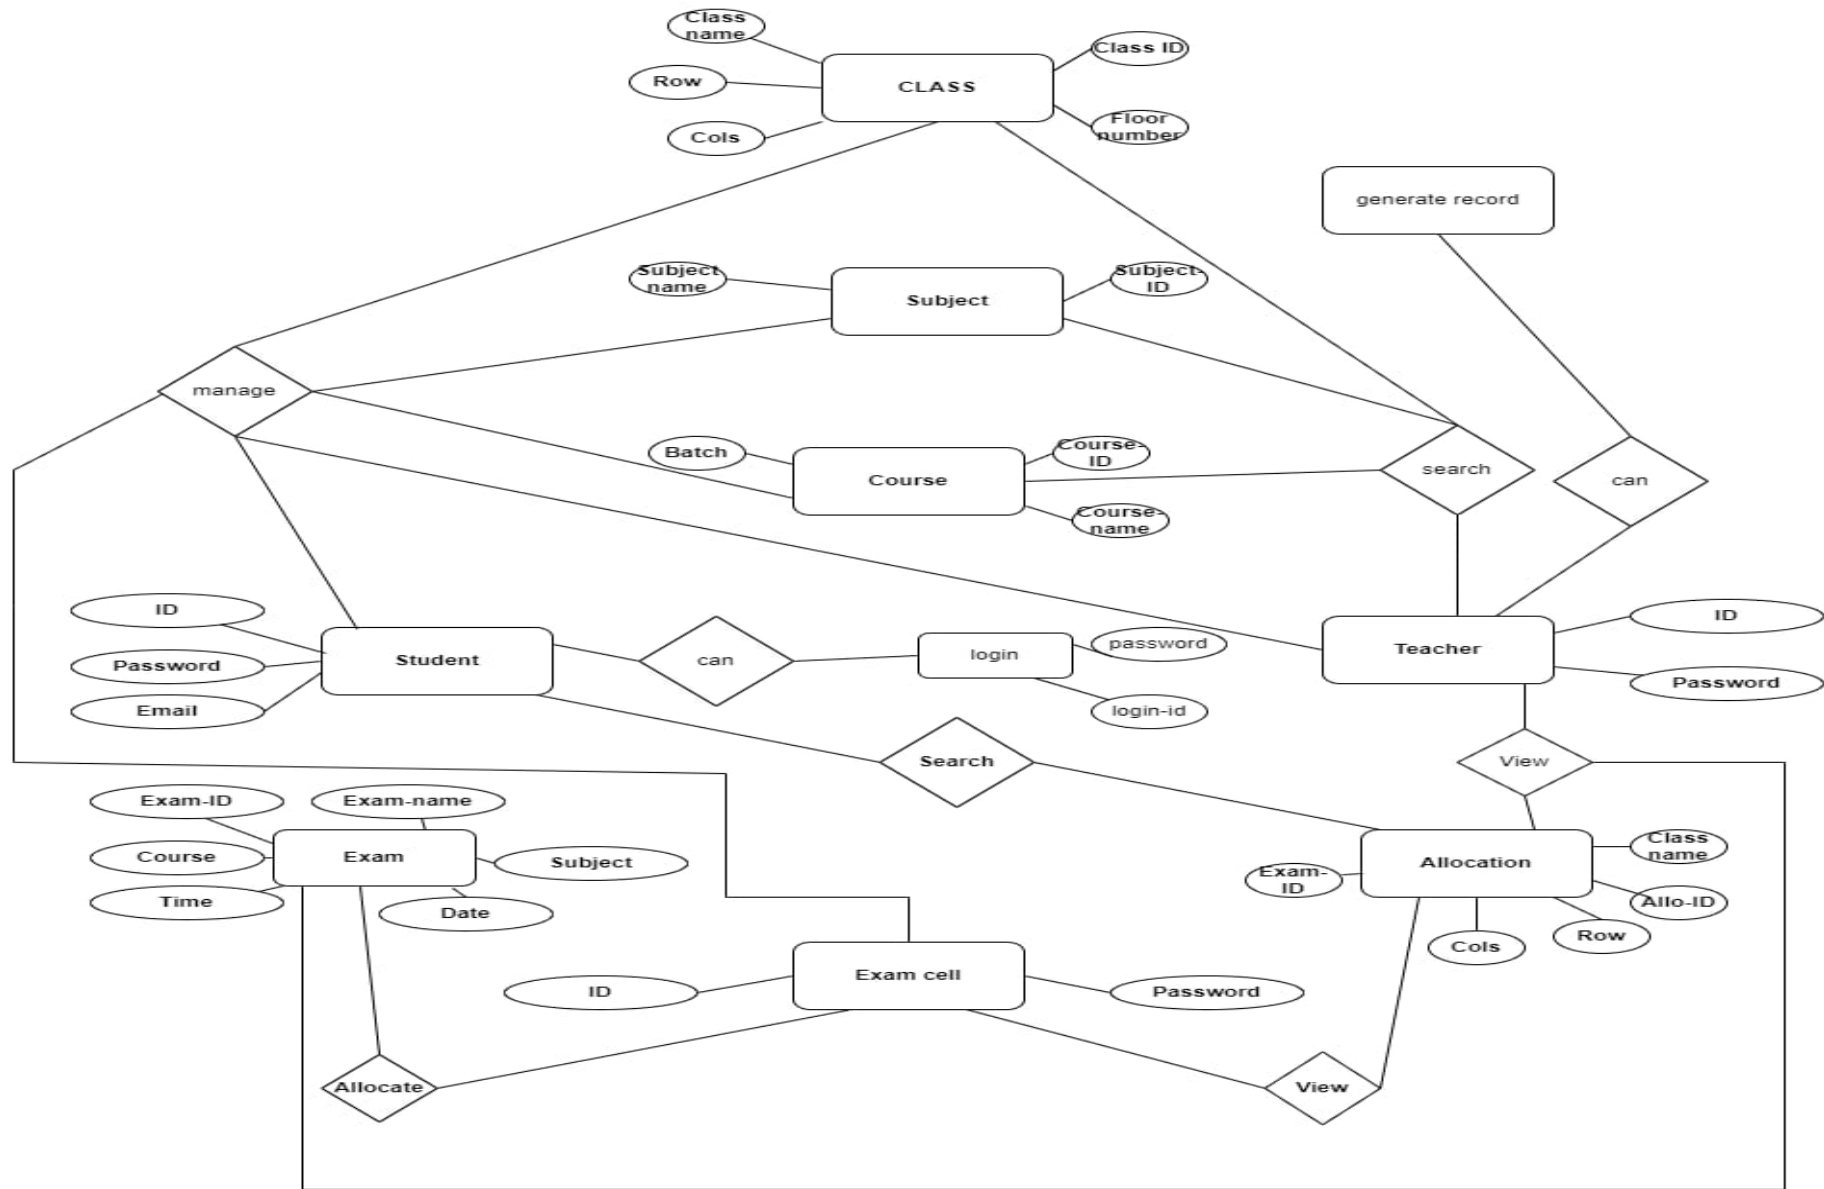 Class
name
Class ID
Row
CLASS
Cols
Floor
number
generate record
Subject
name
Subject
Subject-
ID
manage
Batch
Course
Course-
ID
Course-
name
search
can
ID
Password
Email
Student
can
login
password
login-id
Teacher
ID
Password
Search
View
Exam-ID
Exam-name
Course
Exam
Subject
Time
Date
Exam-
ID
Allocation
Class
name
Allo-ID
Cols
Row
ID
Exam cell
Password
Allocate
View